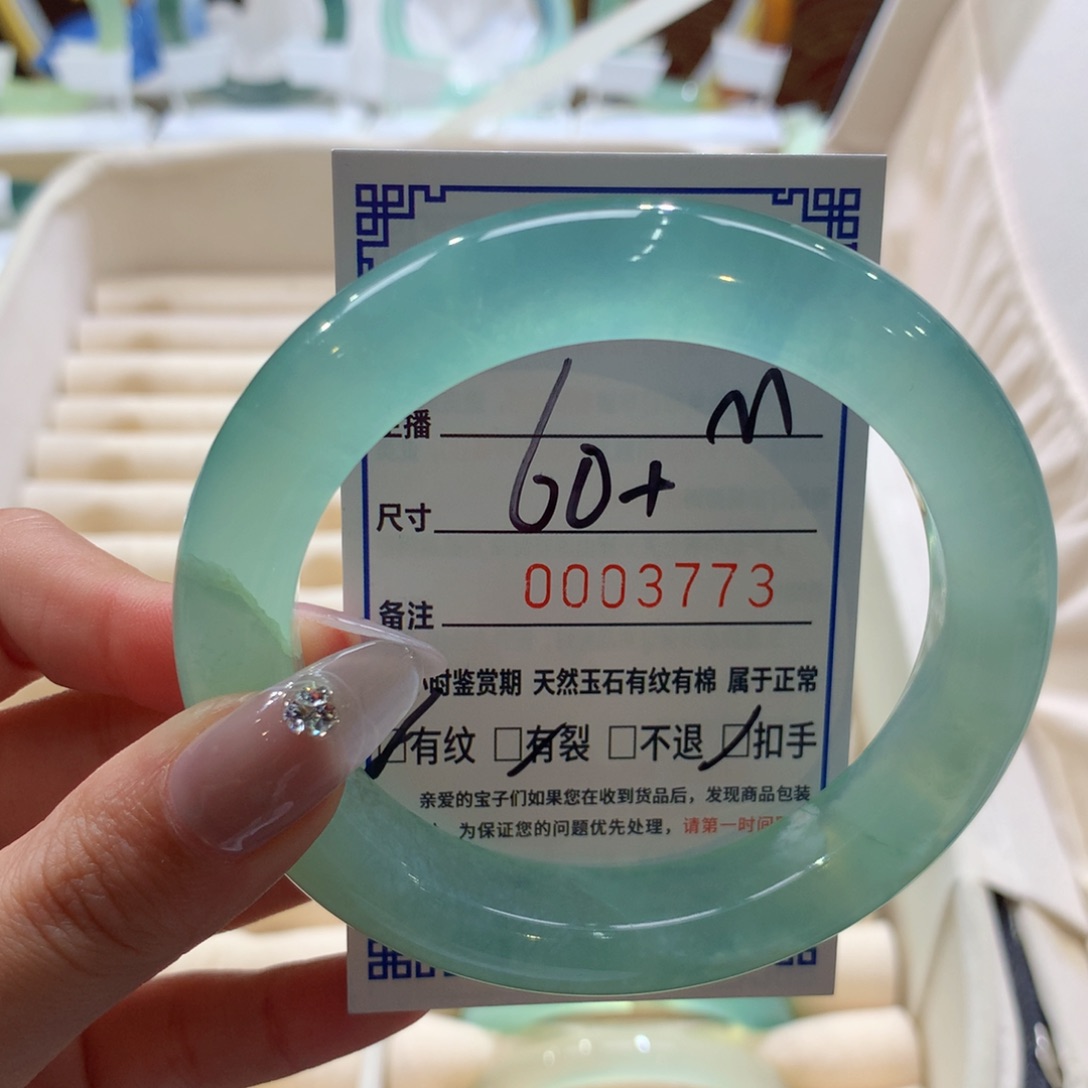 播 m
尺寸 60+
0003773
备注
时鉴赏期 天然玉石有纹有棉 属于正常
☑有纹 ☑有裂 □不退 ☑扣手
亲爱的宝子们如果您在收到货品后，发现商品包装
为保证您的问题优先处理，请第一时间